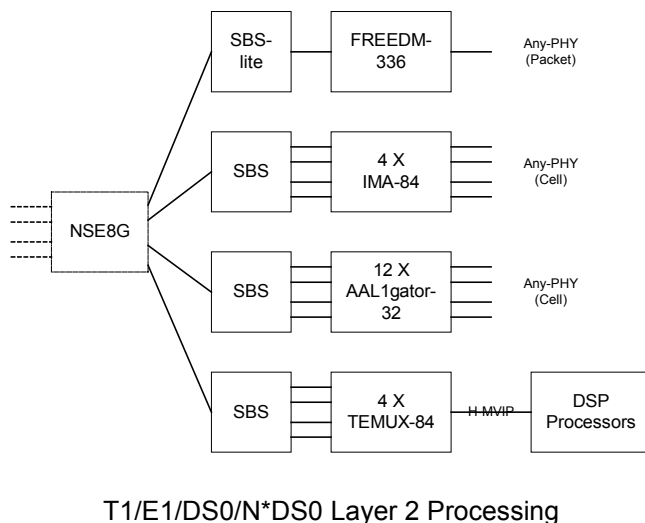 SBS-
lite
FREEDM-
336
Any-PHY
(Packet)
SBS
4 X
IMA-84
Any-PHY
(Cell)
NSE8G
SBS
12 X
AAL1gator-
32
Any-PHY
(Cell)
SBS
4 X
TEMUX-84
H-MVIP
DSP
Processors
T1/E1/DS0/N*DS0 Layer 2 Processing